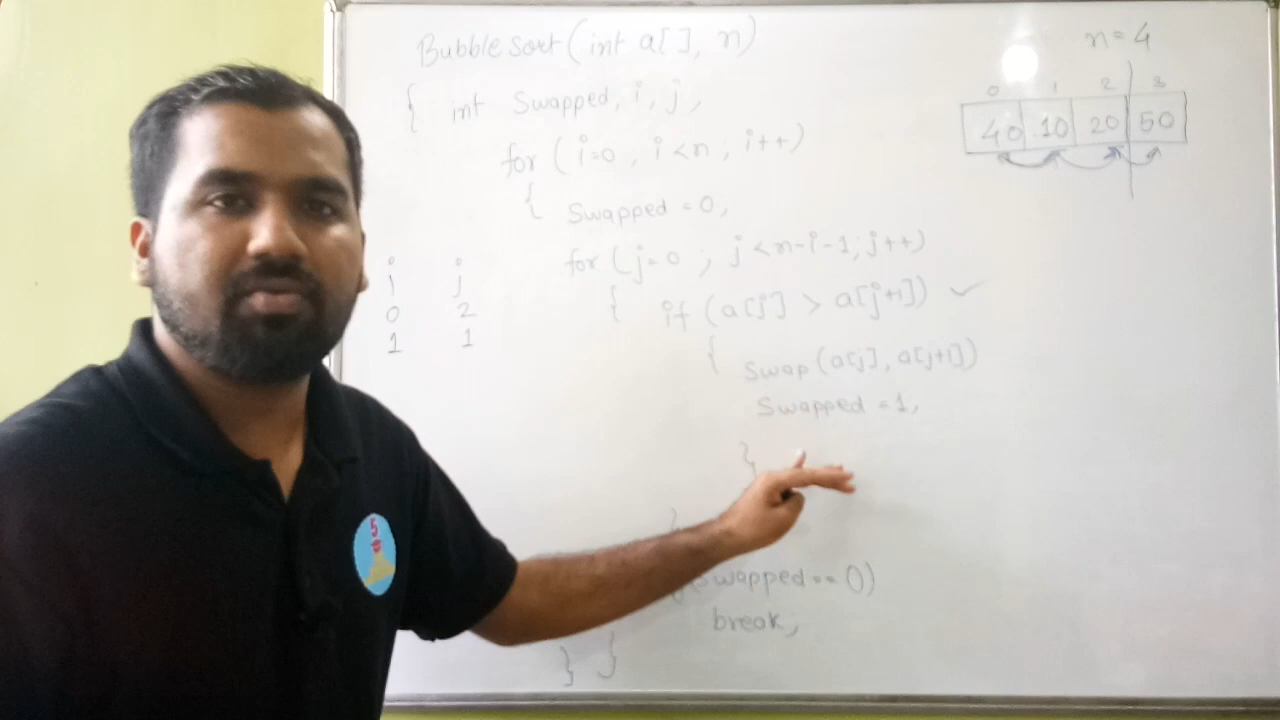 Bubble sort (int a[], n)
{ int Swapped, i, j;
for (i=0; i<n; i++)
{ Swapped = 0;
for (j=0; j<n-i-1; j++)
{ if (a[j] > a[j+1]) ✓
{ Swap (a[j], a[j+1])
Swapped = 1;
}
}
(Swapped == 0)
break;
} }
i j
0 2
1 1
n=4
0 1 2 3
40 10 20 50
5